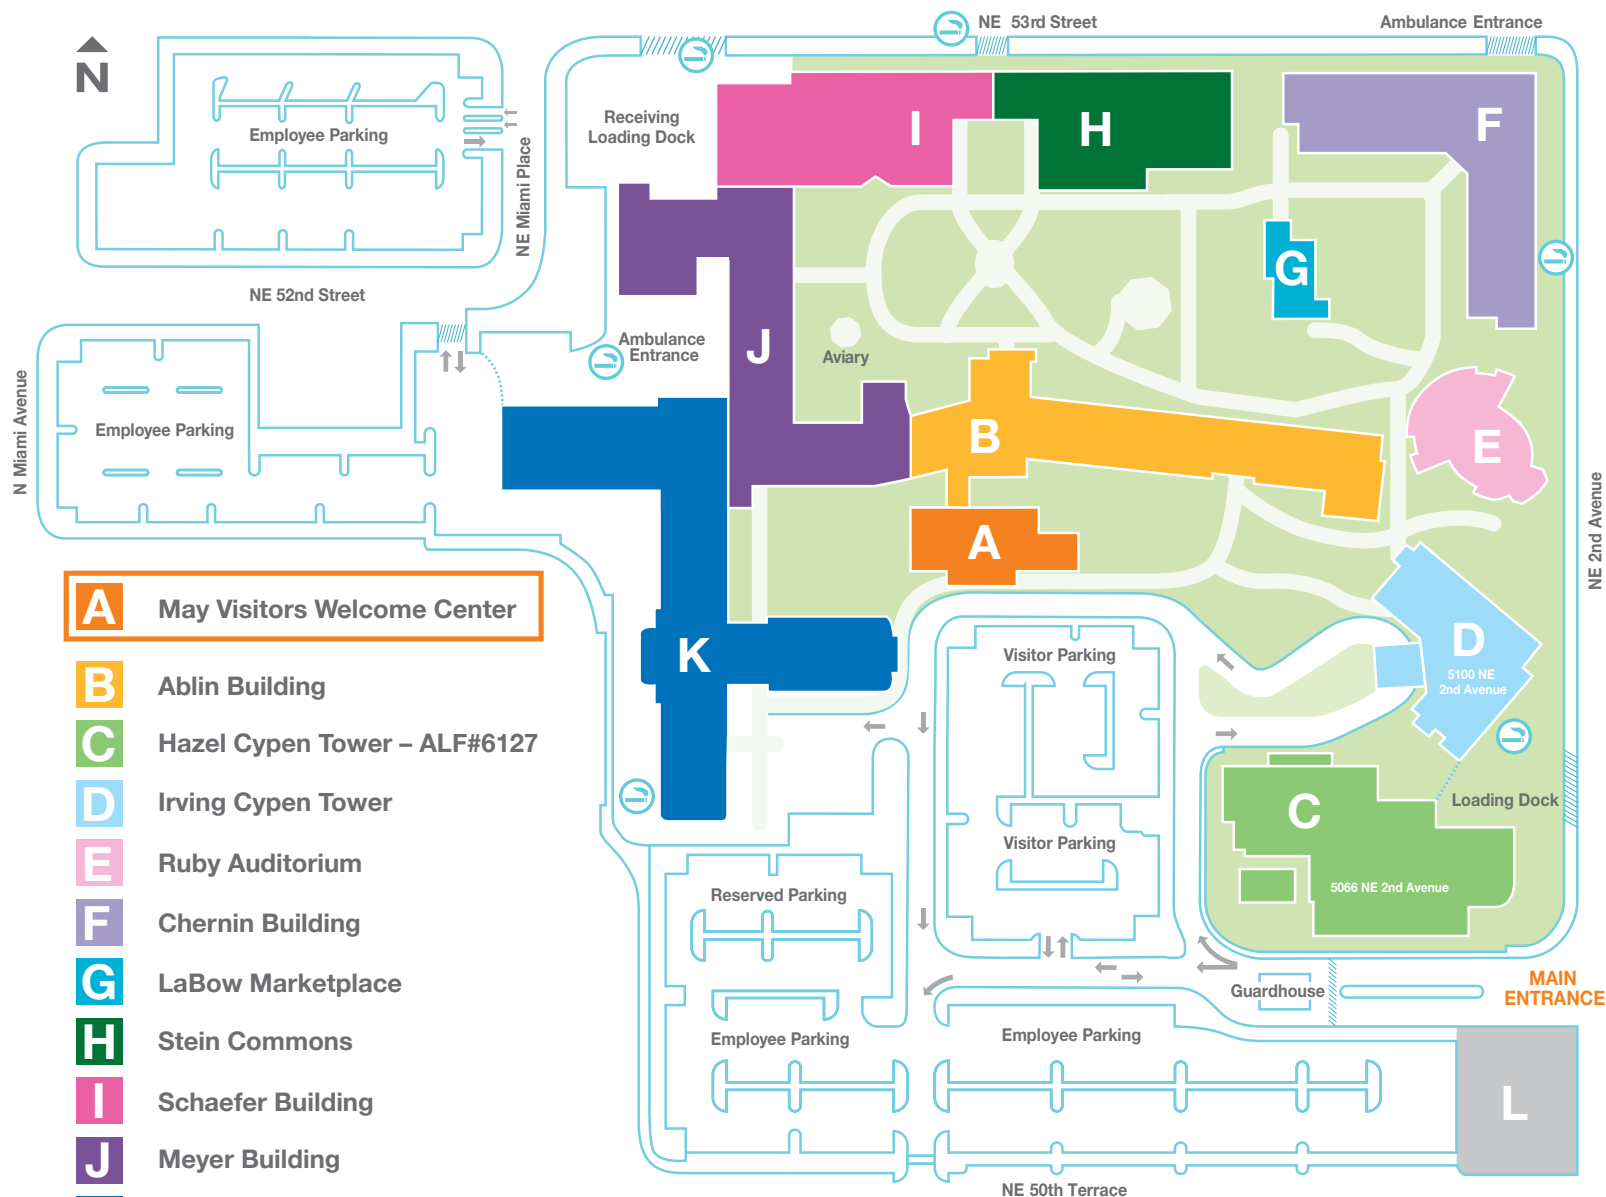 NE 53rd Street
Ambulance Entrance
N
Employee Parking
NE Miami Place
Receiving
Loading Dock
I
H
F
NE 52nd Street
G
Ambulance
Entrance
J
Aviary
N Miami Avenue
Employee Parking
B
E
NE 2nd Avenue
A
A May Visitors Welcome Center
K
Visitor Parking
D
5100 NE
2nd Avenue
B Ablin Building
C Hazel Cypen Tower – ALF#6127
D Irving Cypen Tower
Loading Dock
C
Visitor Parking
5066 NE 2nd Avenue
E Ruby Auditorium
Reserved Parking
F Chernin Building
G LaBow Marketplace
Guardhouse
MAIN
ENTRANCE
H Stein Commons
Employee Parking
Employee Parking
I Schaefer Building
L
J Meyer Building
NE 50th Terrace